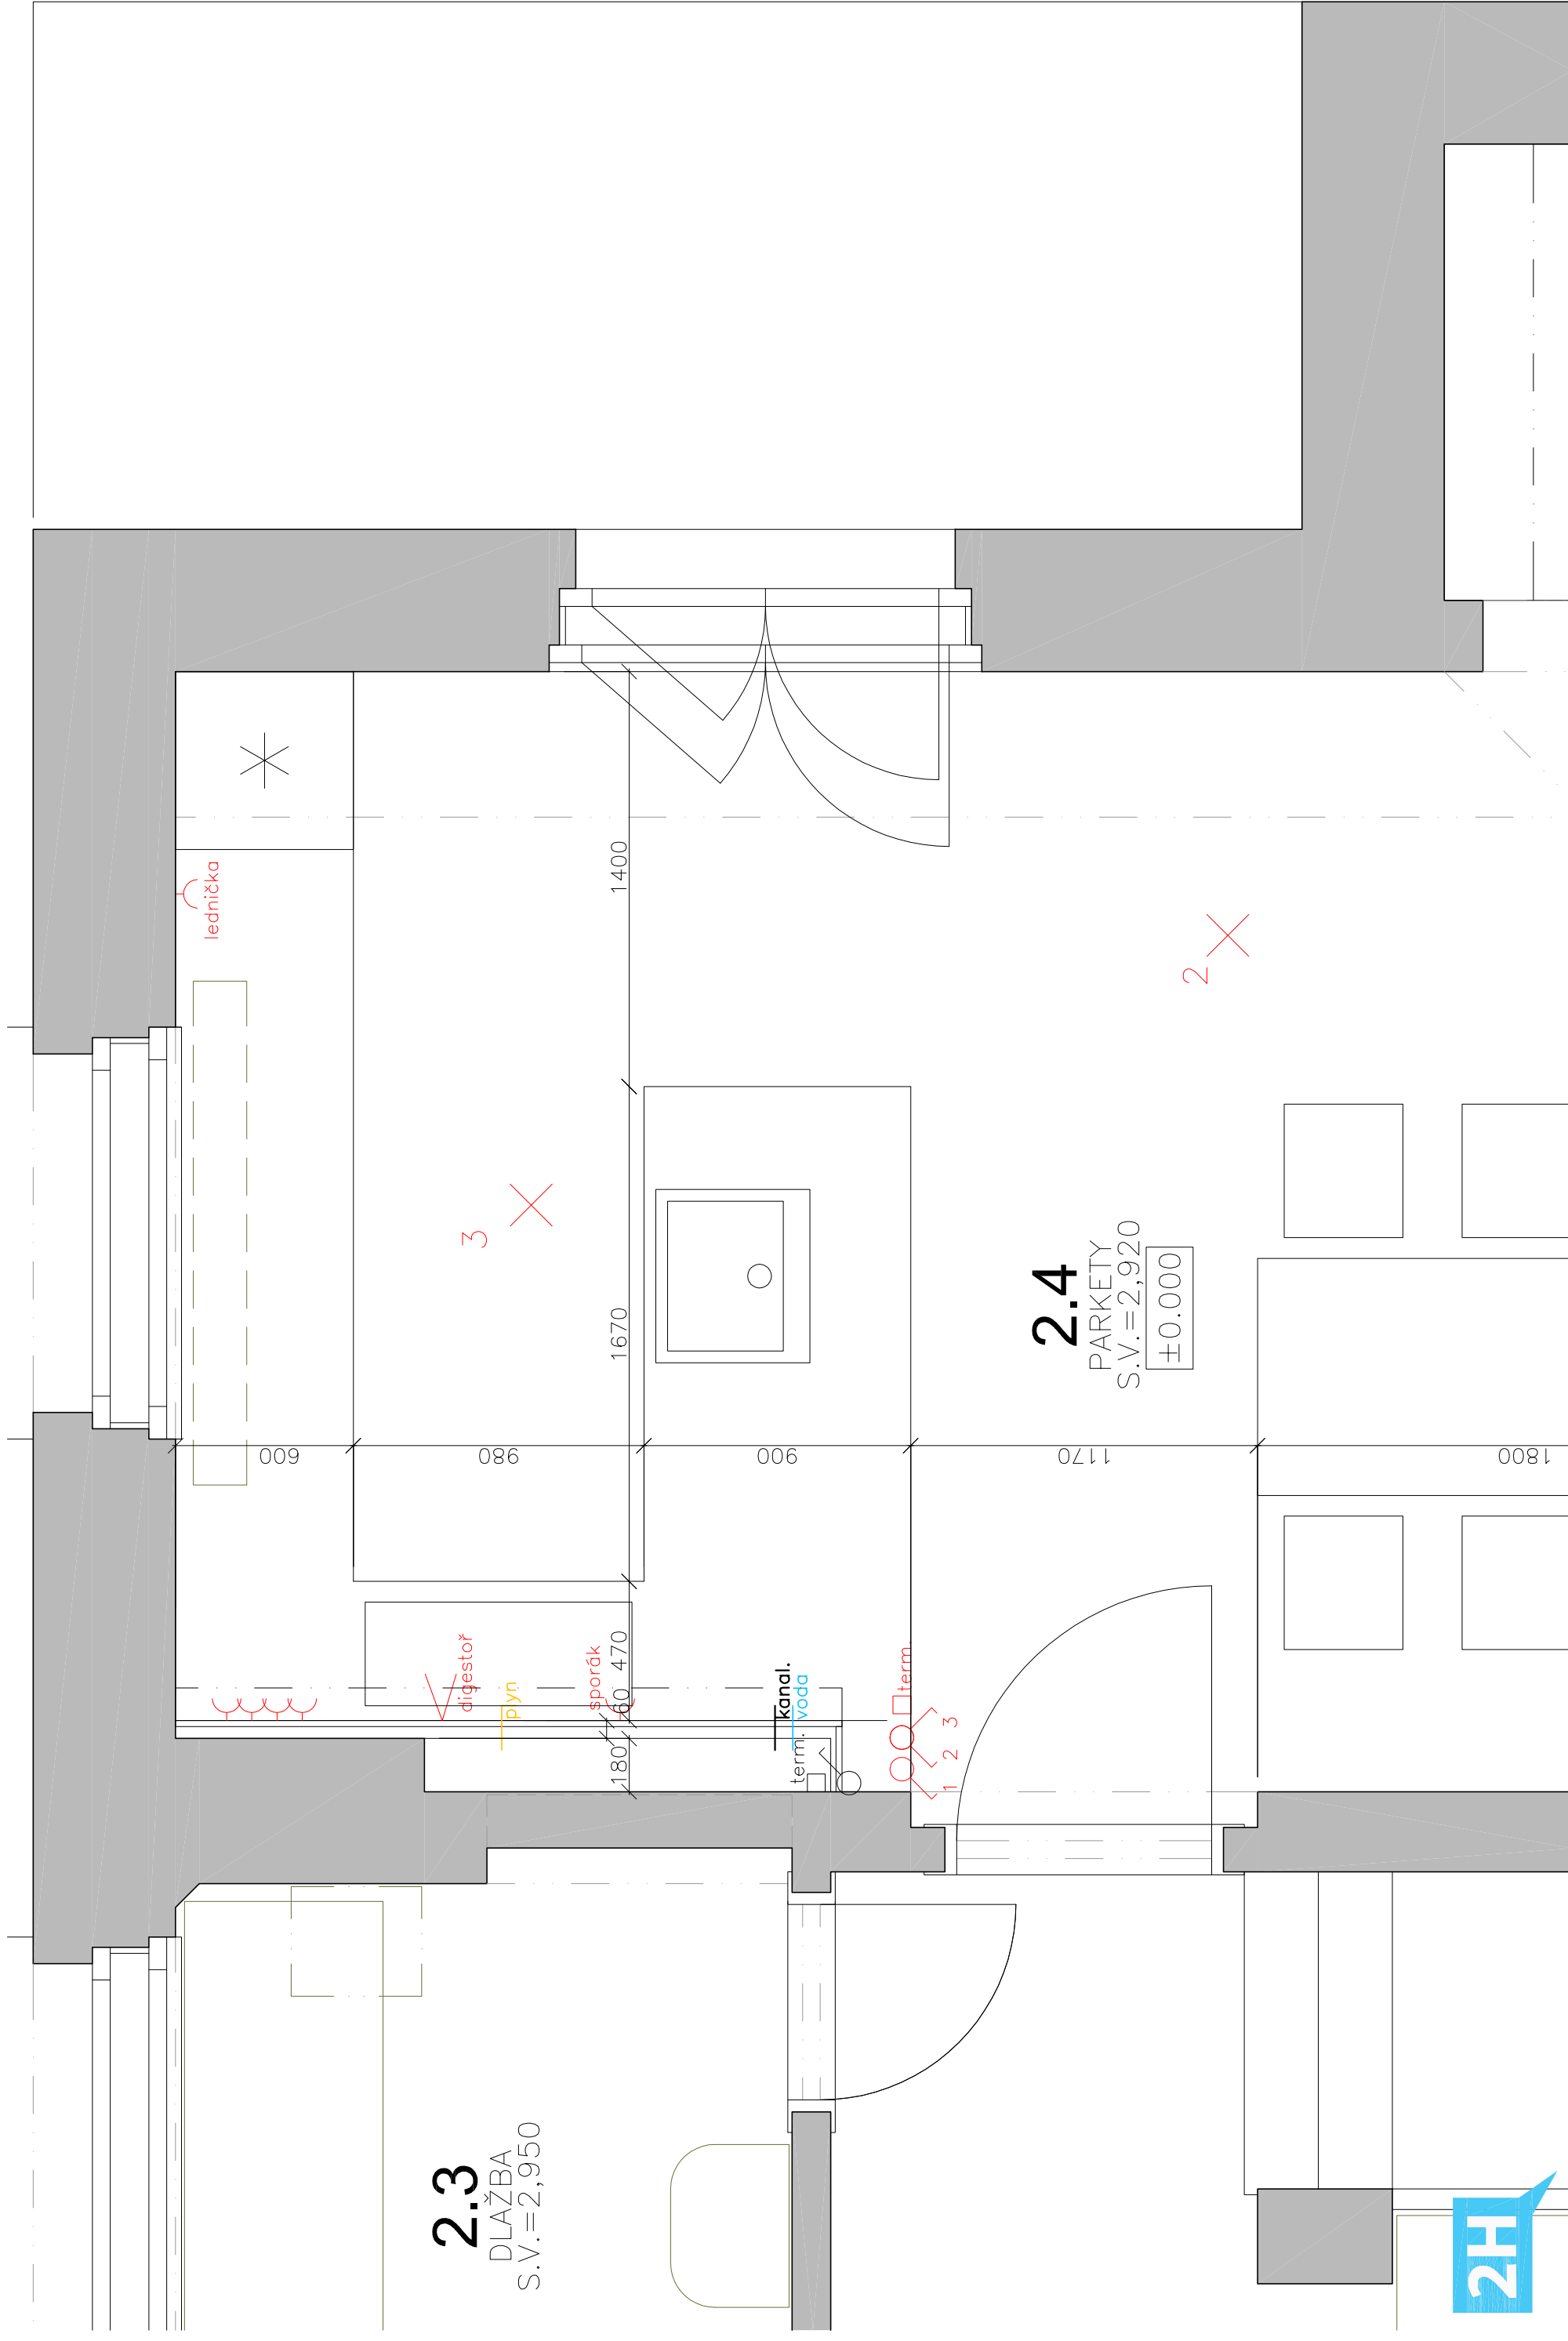 lednička
1400
2
3
1670
2.4
PARKETY
S.V.=2,920
±0.000
600
980
900
1170
1800
digestoř
plyn
sporák
60 470
180
kanal.
voda
term.
term.
1 2 3
2.3
DLAŽBA
S.V.=2,950
2H